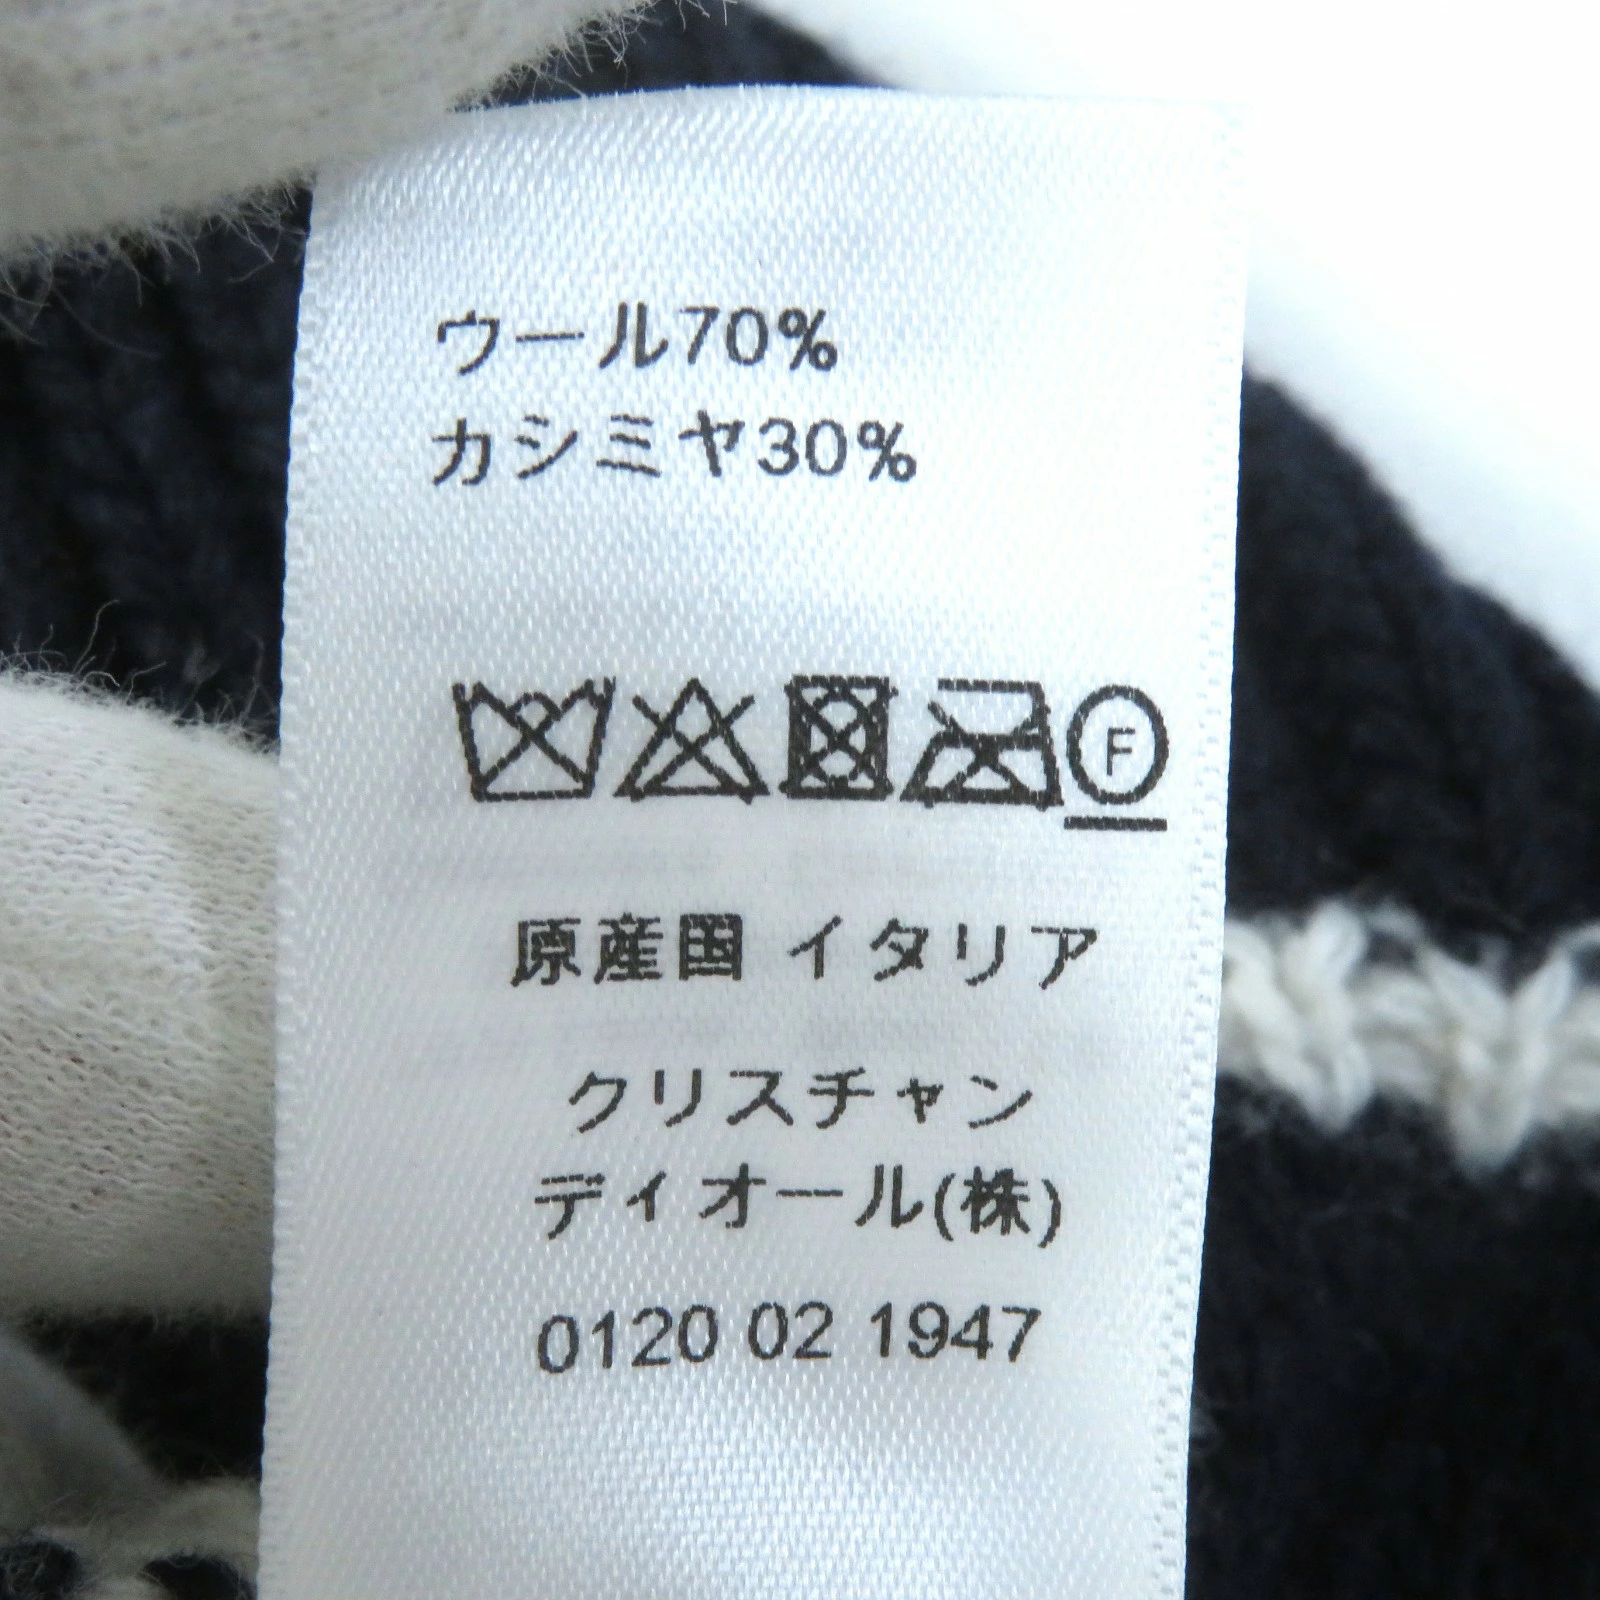 ウール70%
カシミヤ30%
F
原産国 イタリア
クリスチャン
ディオール(株)
0120 02 1947